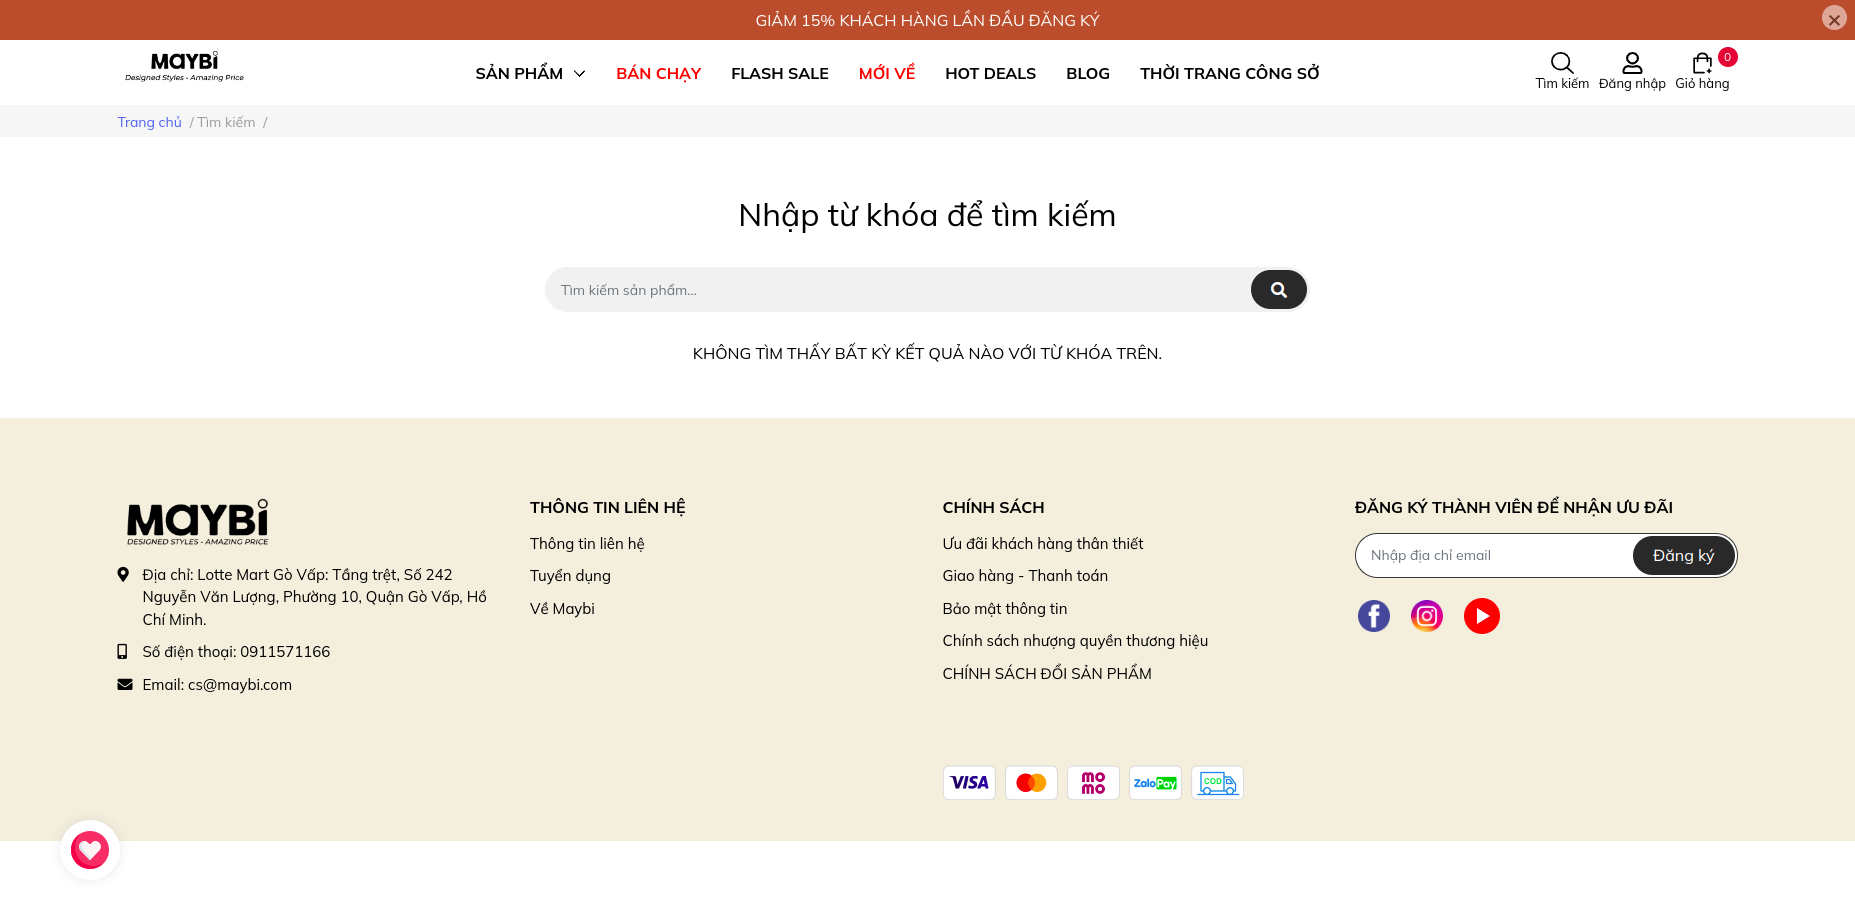 GIẢM 15% KHÁCH HÀNG LẦN ĐẦU ĐĂNG KÝ
MAYBi
Designed Styles - Amazing Price
SẢN PHẨM
BÁN CHẠY
FLASH SALE
MỚI VỀ
HOT DEALS
BLOG
THỜI TRANG CÔNG SỞ
Tìm kiếm
Đăng nhập
0
Giỏ hàng
Trang chủ / Tìm kiếm /
Nhập từ khóa để tìm kiếm
Tìm kiếm sản phẩm...
KHÔNG TÌM THẤY BẤT KỲ KẾT QUẢ NÀO VỚI TỪ KHÓA TRÊN.
MAYBi
DESIGNED STYLES - AMAZING PRICE
Địa chỉ: Lotte Mart Gò Vấp: Tầng trệt, Số 242
Nguyễn Văn Lượng, Phường 10, Quận Gò Vấp, Hồ
Chí Minh.
Số điện thoại: 0911571166
Email: cs@maybi.com
THÔNG TIN LIÊN HỆ
Thông tin liên hệ
Tuyển dụng
Về Maybi
CHÍNH SÁCH
Ưu đãi khách hàng thân thiết
Giao hàng - Thanh toán
Bảo mật thông tin
Chính sách nhượng quyền thương hiệu
CHÍNH SÁCH ĐỔI SẢN PHẨM
VISA
mo
mo
Zalo Pay
COD
ĐĂNG KÝ THÀNH VIÊN ĐỂ NHẬN ƯU ĐÃI
Nhập địa chỉ email
Đăng ký